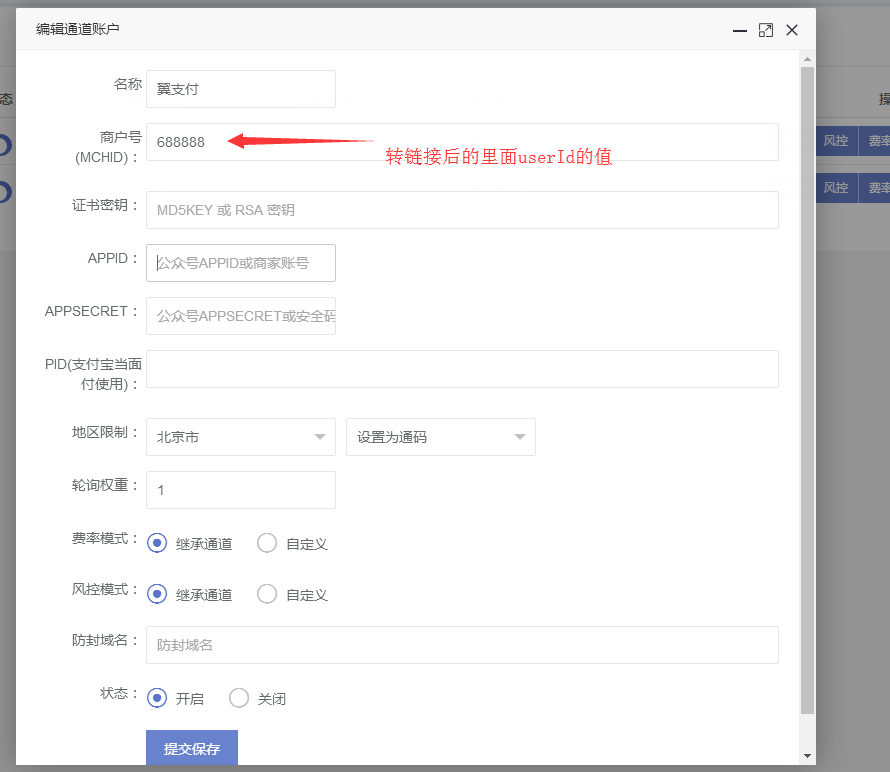 编辑通道账户
态
操
风控
费率
风控
费率
名称
翼支付
商户号
(MCHID)：
688888
转链接后的里面userId的值
证书密钥：
MD5KEY 或 RSA 密钥
APPID：
公众号APPID或商家账号
APPSECRET：
公众号APPSECRET或安全码
PID(支付宝当面
付使用)：
地区限制：
北京市
设置为通码
轮询权重：
1
费率模式：
继承通道
自定义
风控模式：
继承通道
自定义
防封域名：
防封域名
状态：
开启
关闭
提交保存